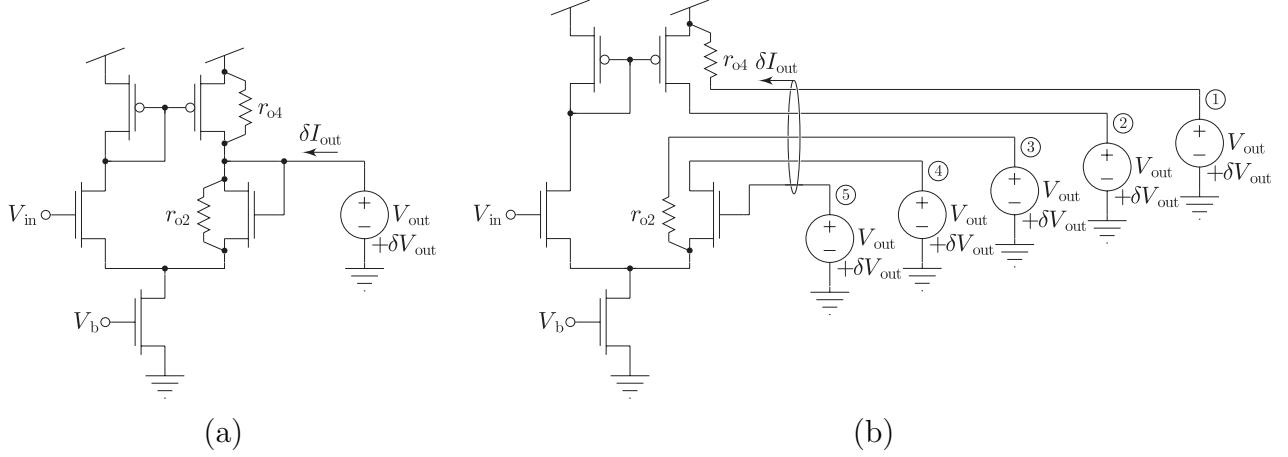 r_o4
δI_out
V_in
r_o2
V_out
+δV_out
V_b
(a)
r_o4
δI_out
①
②
③
④
⑤
V_out
+δV_out
V_out
+δV_out
V_out
+δV_out
V_out
+δV_out
V_out
+δV_out
V_in
r_o2
V_b
(b)